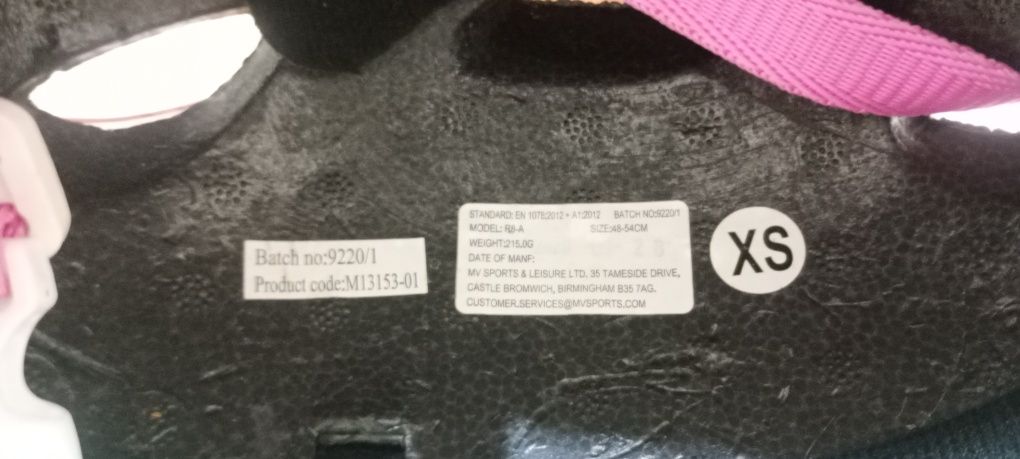 Batch no:9220/1
Product code:M13153-01
STANDARD: EN 1078:2012 + A1:2012 BATCH NO:9220/1
MODEL: R8-A SIZE:48-54CM
WEIGHT:215.0G
DATE OF MANF:
MV SPORTS & LEISURE LTD. 35 TAMESIDE DRIVE,
CASTLE BROMWICH, BIRMINGHAM B35 7AG.
CUSTOMER.SERVICES@MVSPORTS.COM
XS